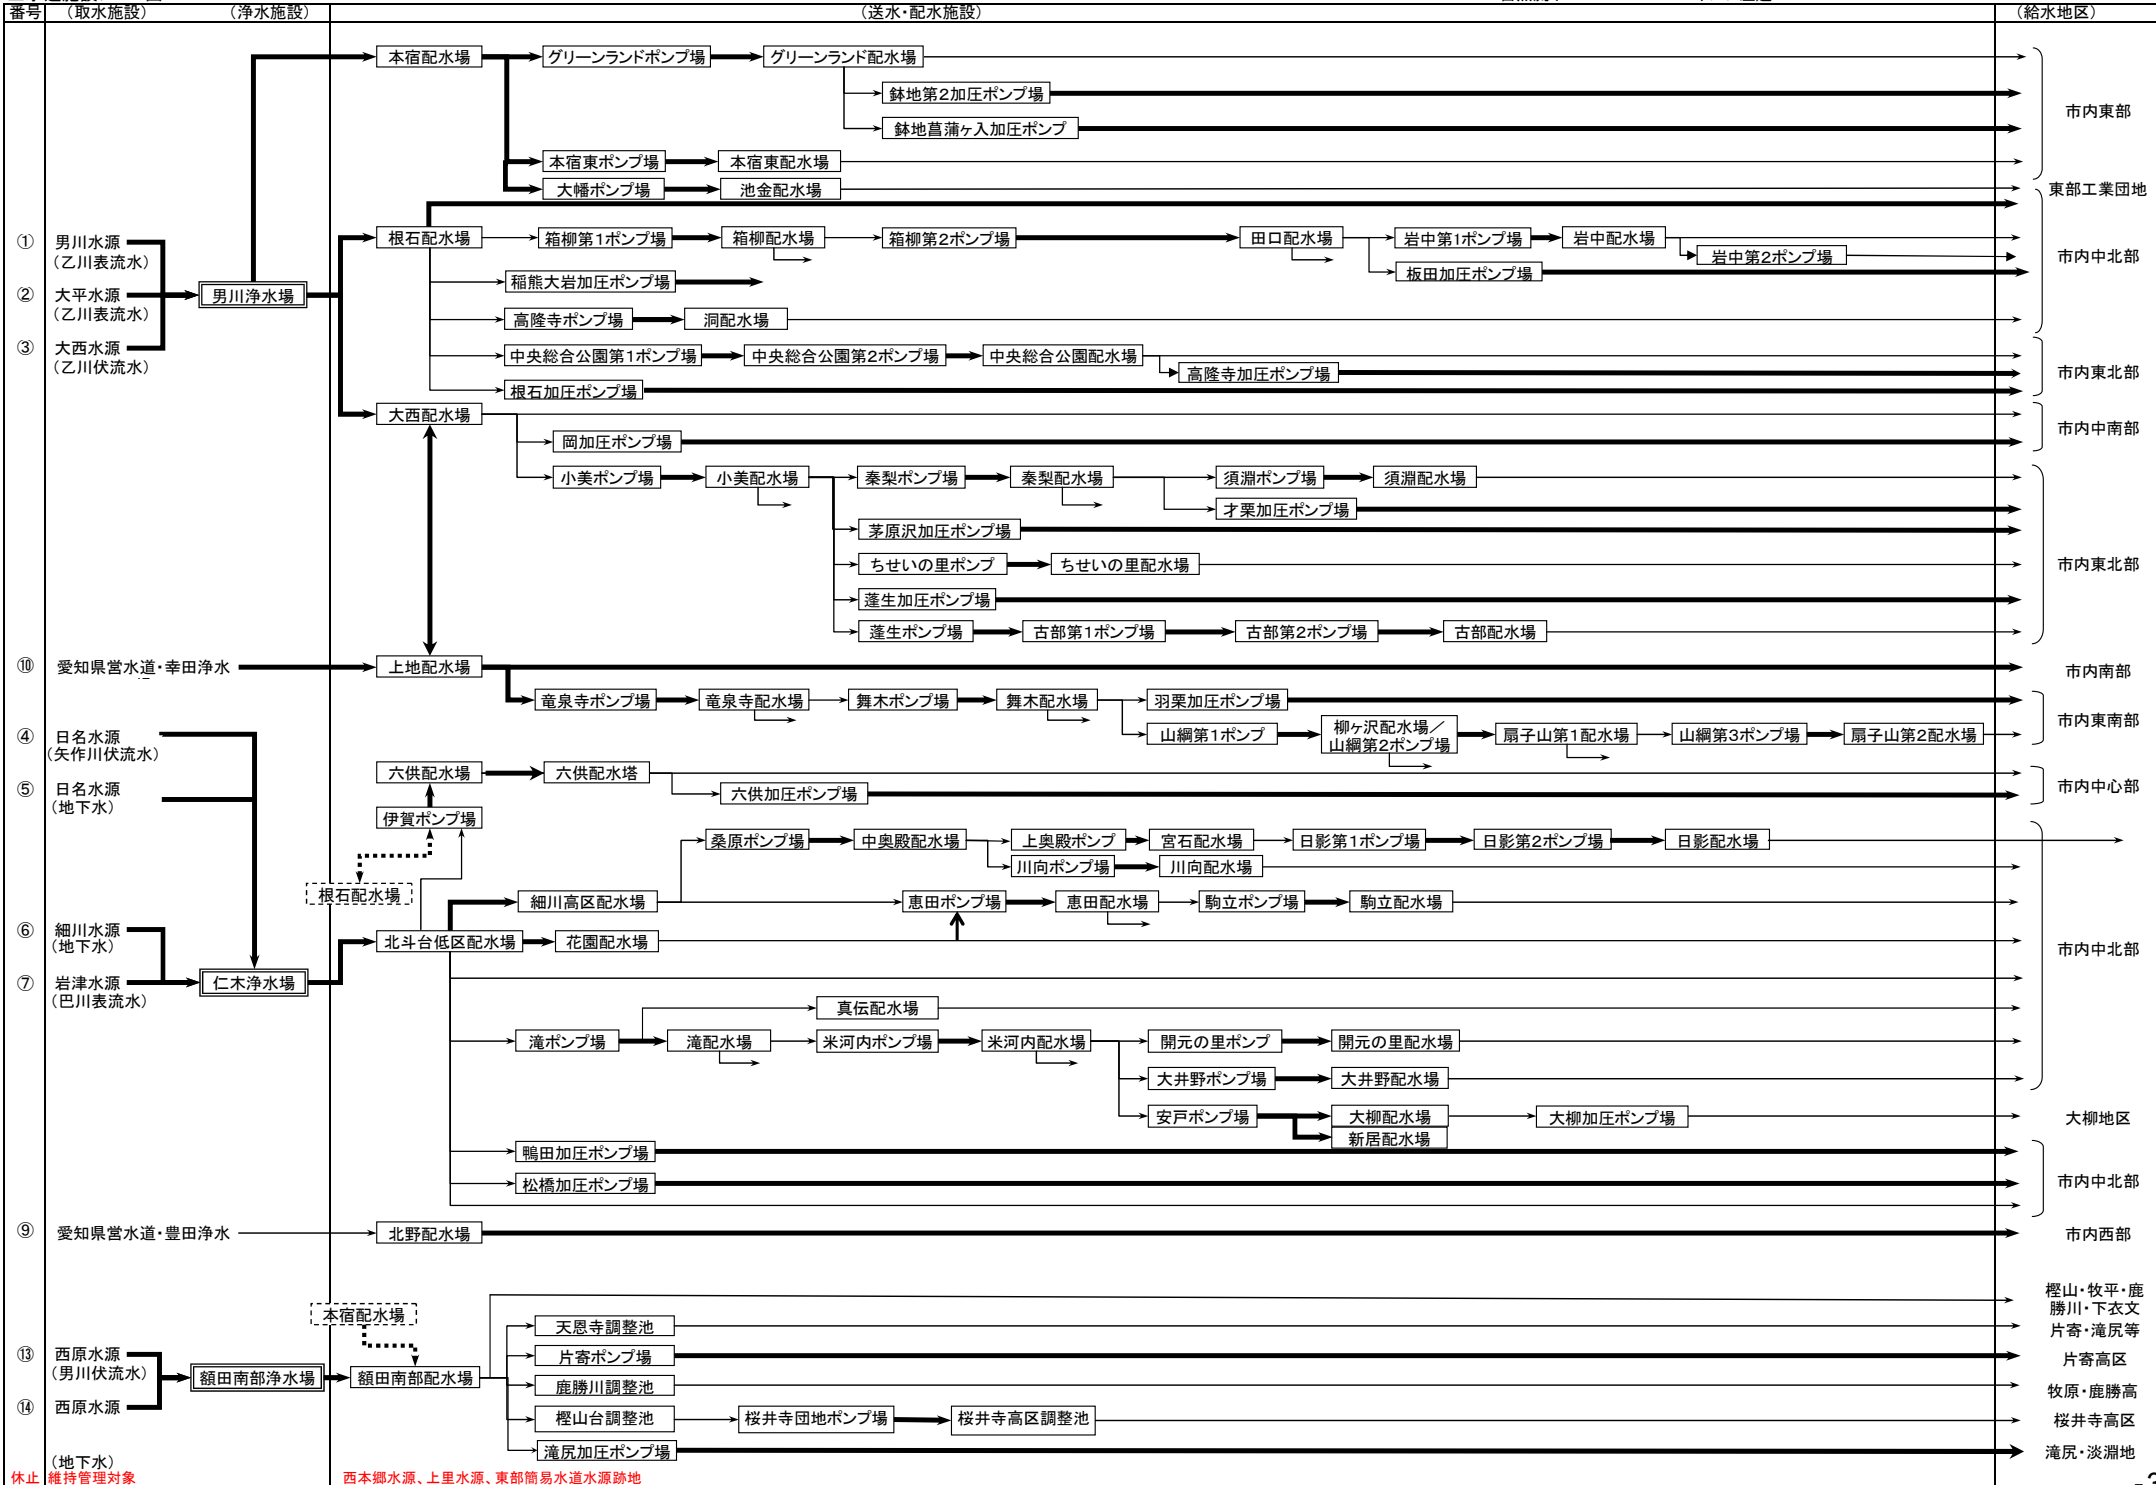 番号 （取水施設） （浄水施設） （送水・配水施設） （給水地区）
本宿配水場 グリーンランドポンプ場 グリーンランド配水場
鉢地第2加圧ポンプ場
市内東部
鉢地菖蒲ヶ入加圧ポンプ
本宿東ポンプ場 本宿東配水場
大幡ポンプ場 池金配水場 東部工業団地
① 男川水源 根石配水場 箱柳第1ポンプ場 箱柳配水場 箱柳第2ポンプ場 田口配水場 岩中第1ポンプ場 岩中配水場
（乙川表流水） 岩中第2ポンプ場 市内中北部
板田加圧ポンプ場
稲熊大岩加圧ポンプ場
② 大平水源 男川浄水場
（乙川表流水）
高隆寺ポンプ場 洞配水場
③ 大西水源 中央総合公園第1ポンプ場 中央総合公園第2ポンプ場 中央総合公園配水場
（乙川伏流水）
高隆寺加圧ポンプ場 市内東北部
根石加圧ポンプ場
大西配水場
岡加圧ポンプ場 市内中南部
小美ポンプ場 小美配水場 秦梨ポンプ場 秦梨配水場 須淵ポンプ場 須淵配水場
才栗加圧ポンプ場
茅原沢加圧ポンプ場
ちせいの里ポンプ ちせいの里配水場 市内東北部
蓬生加圧ポンプ場
蓬生ポンプ場 古部第1ポンプ場 古部第2ポンプ場 古部配水場
⑩ 愛知県営水道・幸田浄水 上地配水場 市内南部
竜泉寺ポンプ場 竜泉寺配水場 舞木ポンプ場 舞木配水場 羽栗加圧ポンプ場
市内東南部
④ 日名水源 山綱第1ポンプ 柳ヶ沢配水場／ 扇子山第1配水場 山綱第3ポンプ場 扇子山第2配水場
（矢作川伏流水） 山綱第2ポンプ場
六供配水場 六供配水塔
⑤ 日名水源 六供加圧ポンプ場 市内中心部
（地下水）
伊賀ポンプ場
桑原ポンプ場 中奥殿配水場 上奥殿ポンプ 宮石配水場 日影第1ポンプ場 日影第2ポンプ場 日影配水場
川向ポンプ場 川向配水場
根石配水場
細川高区配水場 恵田ポンプ場 恵田配水場 駒立ポンプ場 駒立配水場
⑥ 細川水源
（地下水） 北斗台低区配水場 花園配水場 市内中北部
⑦ 岩津水源 仁木浄水場
（巴川表流水）
真伝配水場
滝ポンプ場 滝配水場 米河内ポンプ場 米河内配水場 開元の里ポンプ 開元の里配水場
大井野ポンプ場 大井野配水場
安戸ポンプ場 大柳配水場 大柳加圧ポンプ場 大柳地区
新居配水場
鴨田加圧ポンプ場
松橋加圧ポンプ場 市内中北部
⑨ 愛知県営水道・豊田浄水 北野配水場 市内西部
樫山・牧平・鹿
勝川・下衣文
本宿配水場
天恩寺調整池 片寄・滝尻等
⑬ 西原水源 片寄ポンプ場 片寄高区
（男川伏流水） 額田南部浄水場 額田南部配水場
鹿勝川調整池 牧原・鹿勝高
⑭ 西原水源
樫山台調整池 桜井寺団地ポンプ場 桜井寺高区調整池 桜井寺高区
滝尻加圧ポンプ場 滝尻・淡淵地
（地下水）
休止 維持管理対象 西本郷水源、上里水源、東部簡易水道水源跡地